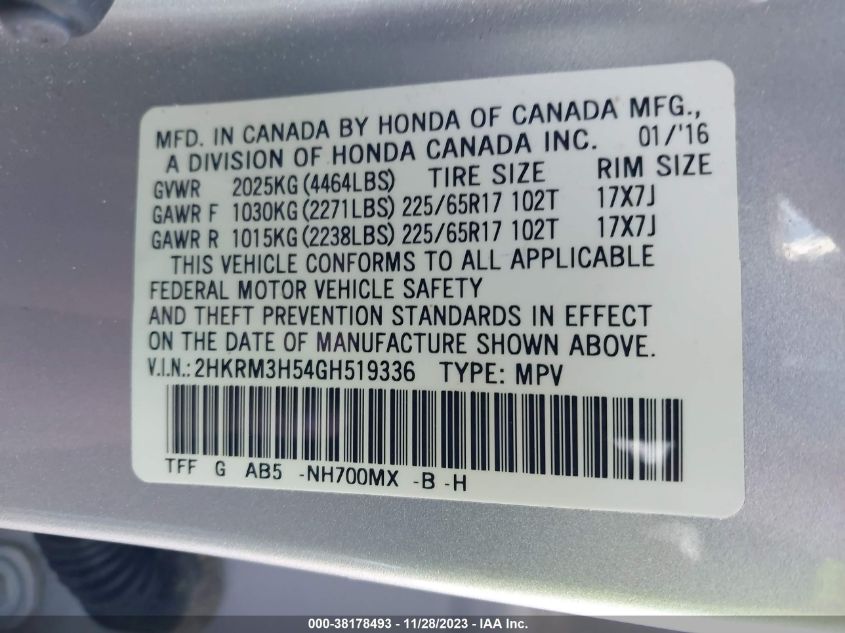 MFD. IN CANADA BY HONDA OF CANADA MFG.,
A DIVISION OF HONDA CANADA INC. 01/'16
GVWR 2025KG (4464LBS) TIRE SIZE RIM SIZE
GAWR F 1030KG (2271LBS) 225/65R17 102T 17X7J
GAWR R 1015KG (2238LBS) 225/65R17 102T 17X7J
THIS VEHICLE CONFORMS TO ALL APPLICABLE
FEDERAL MOTOR VEHICLE SAFETY
AND THEFT PREVENTION STANDARDS IN EFFECT
ON THE DATE OF MANUFACTURE SHOWN ABOVE.
V.I.N.: 2HKRM3H54GH519336 TYPE: MPV
TFF G AB5 -NH700MX -B -H
000-38178493 - 11/28/2023 - IMPACT Auctions, Inc.